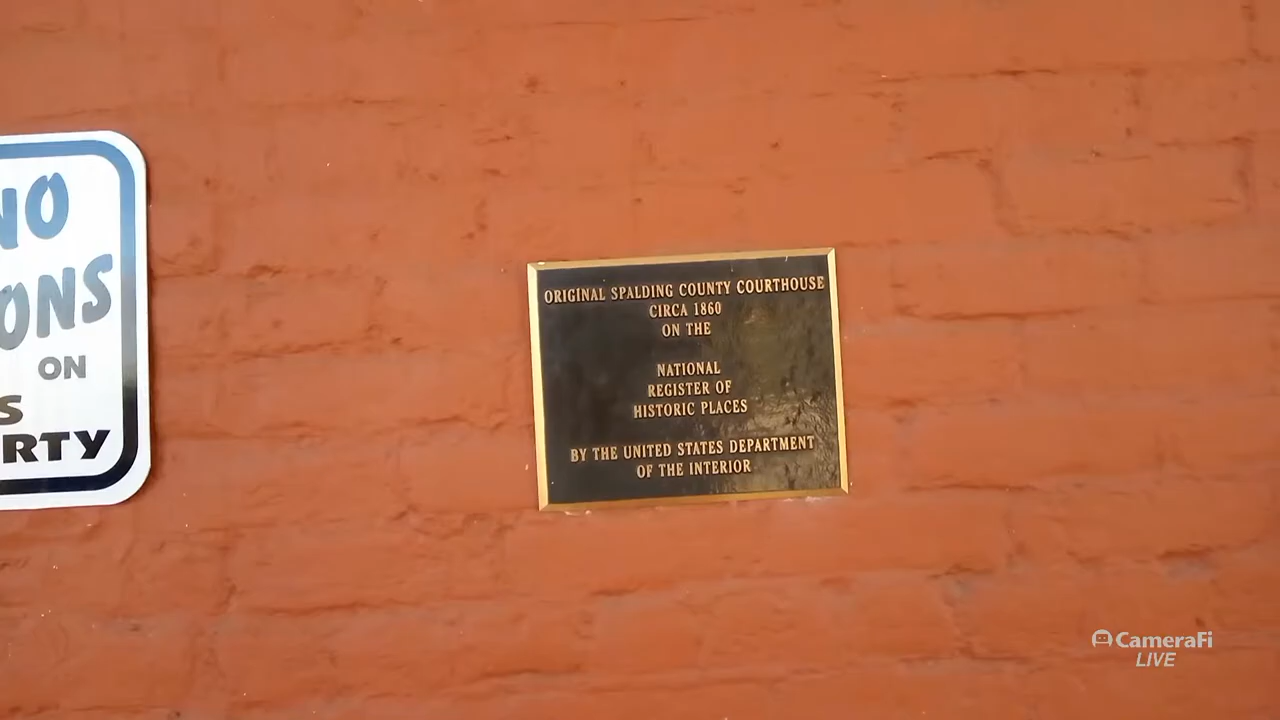 NO
ONS
ON
S
RTY
ORIGINAL SPALDING COUNTY COURTHOUSE
CIRCA 1860
ON THE
NATIONAL
REGISTER OF
HISTORIC PLACES
BY THE UNITED STATES DEPARTMENT
OF THE INTERIOR
CameraFi
LIVE